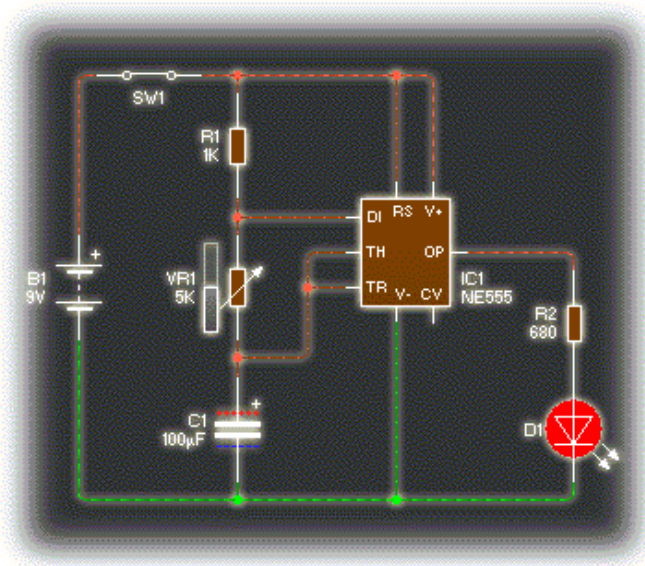 SW1
R1
1K
DI
RS
V+
TH
OP
TR
V-
CV
IC1
NE555
B1
9V
+
VR1
5K
R2
680
C1
100µF
+
D1